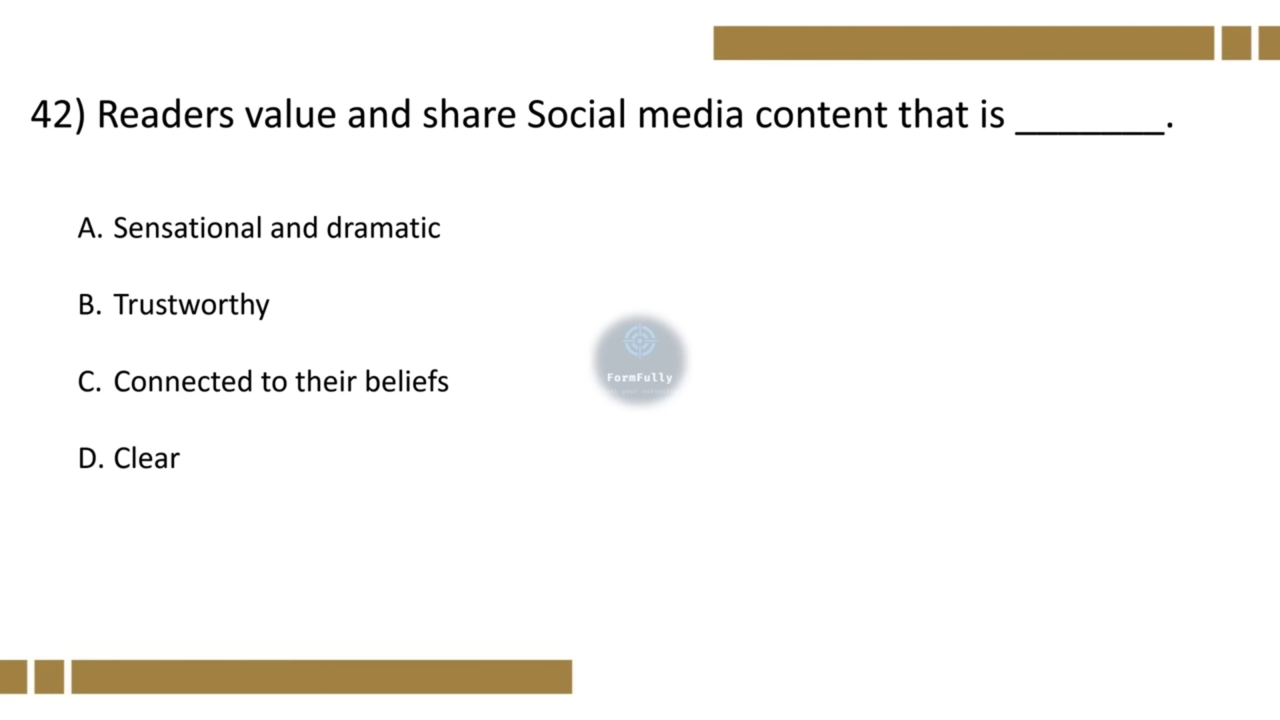 42) Readers value and share Social media content that is _______.
A. Sensational and dramatic
B. Trustworthy
C. Connected to their beliefs
D. Clear
FormFully